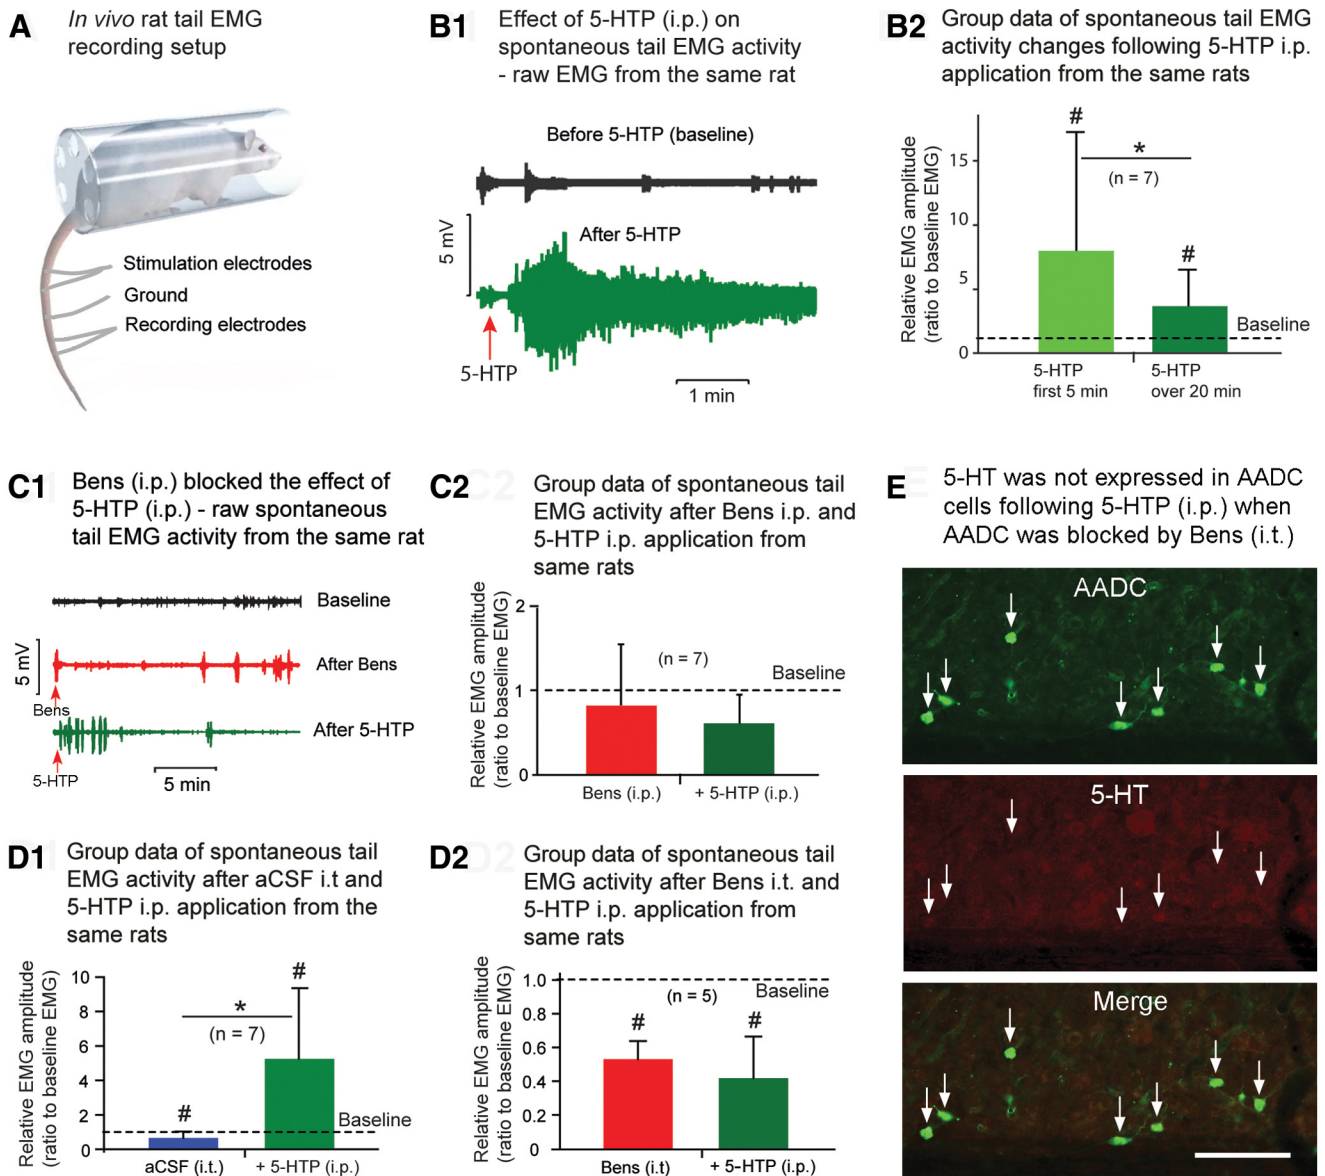 A
In vivo rat tail EMG
recording setup
Stimulation electrodes
Ground
Recording electrodes
B1
Effect of 5-HTP (i.p.) on
spontaneous tail EMG activity
- raw EMG from the same rat
Before 5-HTP (baseline)
After 5-HTP
5 mV
5-HTP
1 min
B2
Group data of spontaneous tail EMG
activity changes following 5-HTP i.p.
application from the same rats
Relative EMG amplitude
(ratio to baseline EMG)
15
10
5
0
#
*
(n = 7)
#
Baseline
5-HTP
first 5 min
5-HTP
over 20 min
C1
Bens (i.p.) blocked the effect of
5-HTP (i.p.) - raw spontaneous
tail EMG activity from the same rat
Baseline
5 mV
After Bens
Bens
After 5-HTP
5-HTP
5 min
C2
Group data of spontaneous tail
EMG activity after Bens i.p. and
5-HTP i.p. application from
same rats
Relative EMG amplitude
(ratio to baseline EMG)
2
1
0
(n = 7)
Baseline
Bens (i.p.)
+ 5-HTP (i.p.)
E
5-HT was not expressed in AADC
cells following 5-HTP (i.p.) when
AADC was blocked by Bens (i.t.)
AADC
5-HT
Merge
D1
Group data of spontaneous tail
EMG activity after aCSF i.t and
5-HTP i.p. application from the
same rats
Relative EMG amplitude
(ratio to baseline EMG)
10
8
6
4
2
0
#
*
(n = 7)
#
Baseline
aCSF (i.t.)
+ 5-HTP (i.p.)
D2
Group data of spontaneous tail
EMG activity after Bens i.t. and
5-HTP i.p. application from
same rats
Relative EMG amplitude
(ratio to baseline EMG)
1.0
0.8
0.6
0.4
0.2
0
(n = 5)
Baseline
#
#
Bens (i.t)
+ 5-HTP (i.p.)